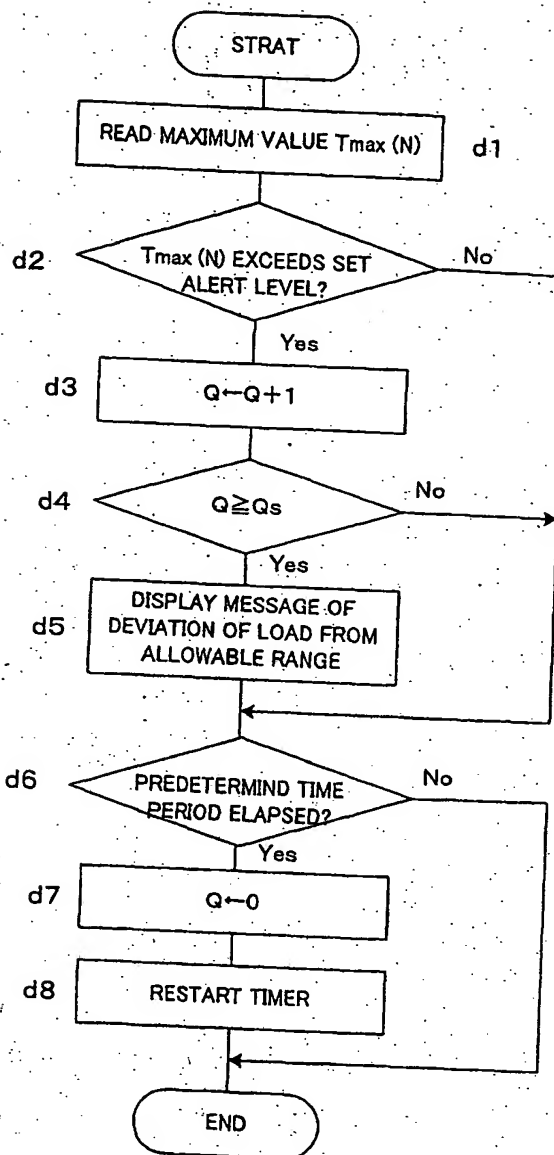 STRAT
READ MAXIMUM VALUE Tmax (N)
d1
d2
Tmax (N) EXCEEDS SET
ALERT LEVEL?
No
Yes
d3
Q←Q+1
d4
Q≧Qs
No
Yes
d5
DISPLAY MESSAGE OF
DEVIATION OF LOAD FROM
ALLOWABLE RANGE
d6
PREDETERMIND TIME
PERIOD ELAPSED?
No
Yes
d7
Q←0
d8
RESTART TIMER
END